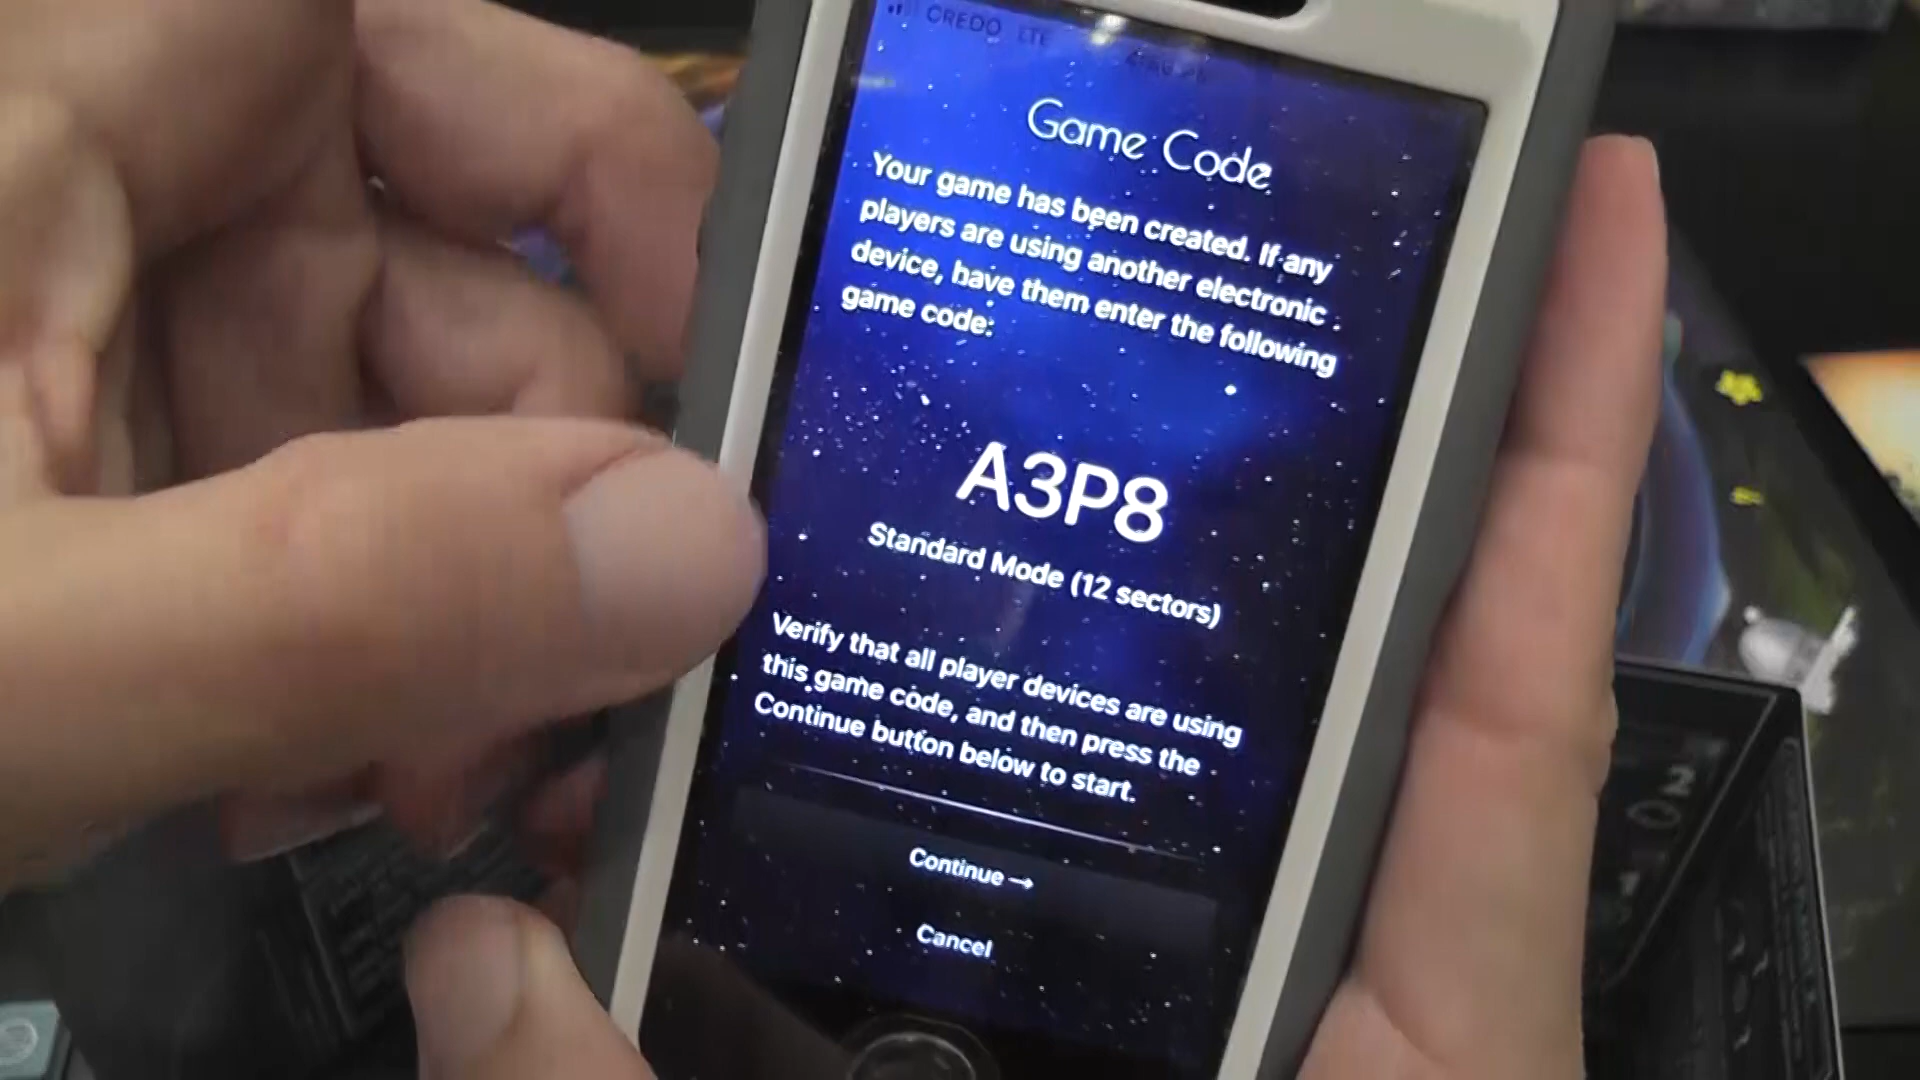 CREDO LTE
Game Code
Your game has been created. If any
players are using another electronic
device, have them enter the following
game code:
A3P8
Standard Mode (12 sectors)
Verify that all player devices are using
this game code, and then press the
Continue button below to start.
Continue →
Cancel
2
1